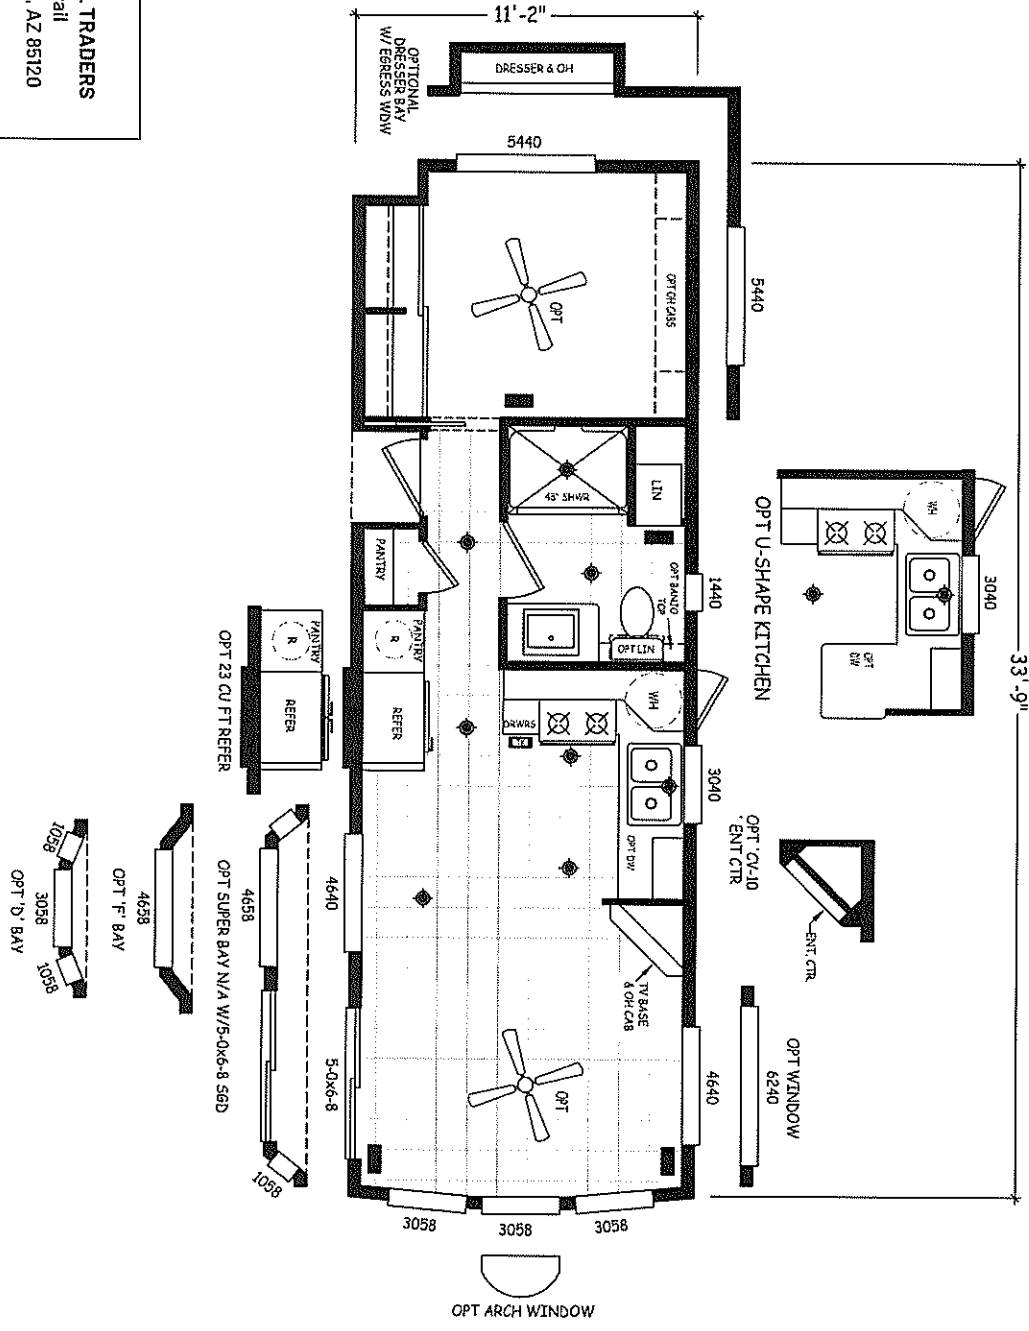 TRADERS
ail
, AZ 85120
11'-2"
OPTIONAL
DRESSER BAY
W/ EGRESS WDW
DRESSER & OH
5440
5440
OPT OH CABS
OPT
33'-9"
OPT U-SHAPE KITCHEN
WH
3040
OPT
DW
LIN
48" SHWR
1440
OPT BANJO
TOP
OPT LIN
PANTRY
PANTRY
R
REFER
PANTRY
R
REFER
OPT 23 CU FT REFER
DRWRS
WH
3040
OPT DW
OPT 'CV-10
' ENT CTR
ENT. CTR
TV BASE
& OH CAB
OPT WINDOW
6240
4640
OPT
4640
5-0x6-8
OPT SUPER BAY N/A W/5-0x6-8 SGD
4658
1058
OPT 'F' BAY
4658
OPT 'D' BAY
1058
3058
1058
3058
3058
3058
OPT ARCH WINDOW